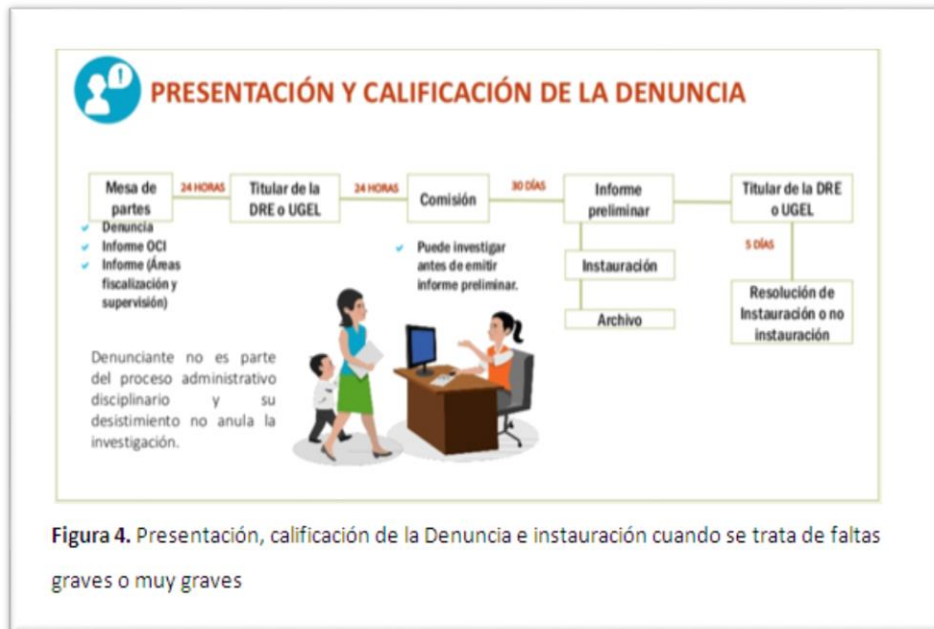 PRESENTACIÓN Y CALIFICACIÓN DE LA DENUNCIA
Mesa de
partes
24 HORAS
Titular de la
DRE o UGEL
24 HORAS
Comisión
30 DÍAS
Informe
preliminar
Titular de la DRE
o UGEL
Denuncia
Informe OCI
Informe (Áreas
fiscalización y
supervisión)
Puede investigar
antes de emitir
informe preliminar.
Instauración
Archivo
5 DÍAS
Resolución de
Instauración o no
instauración
Denunciante no es parte
del proceso administrativo
disciplinario y su
desistimiento no anula la
investigación.
Figura 4. Presentación, calificación de la Denuncia e instauración cuando se trata de faltas
graves o muy graves